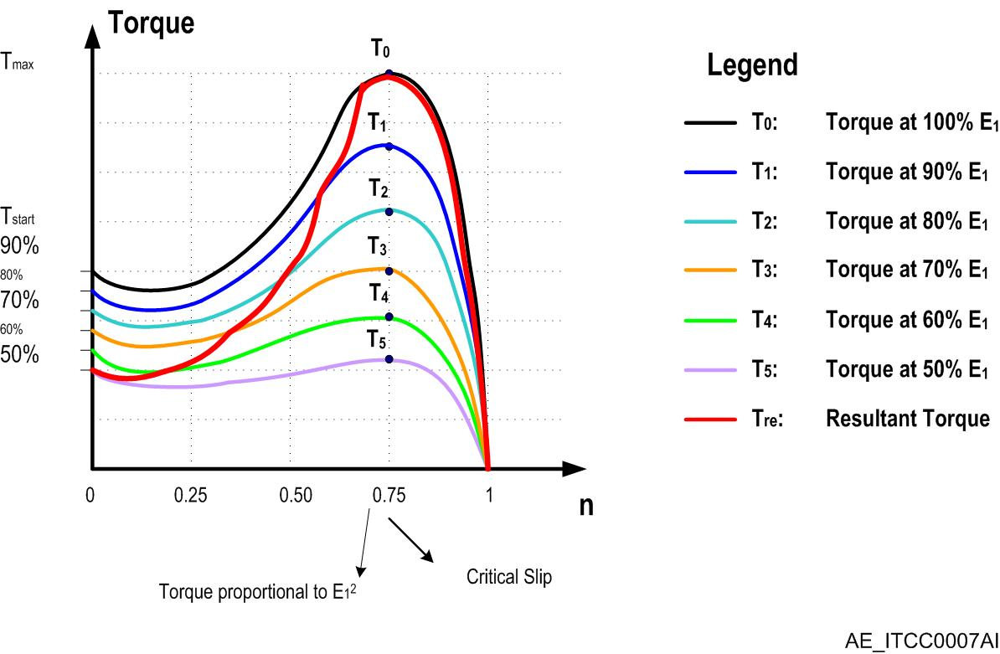 Torque
Tmax
T0
T1
T2
T3
T4
T5
Tstart
90%
80%
70%
60%
50%
0 0.25 0.50 0.75 1
n
Torque proportional to E1²
Critical Slip
Legend
T0: Torque at 100% E1
T1: Torque at 90% E1
T2: Torque at 80% E1
T3: Torque at 70% E1
T4: Torque at 60% E1
T5: Torque at 50% E1
Tre: Resultant Torque
AE_ITCC0007AI